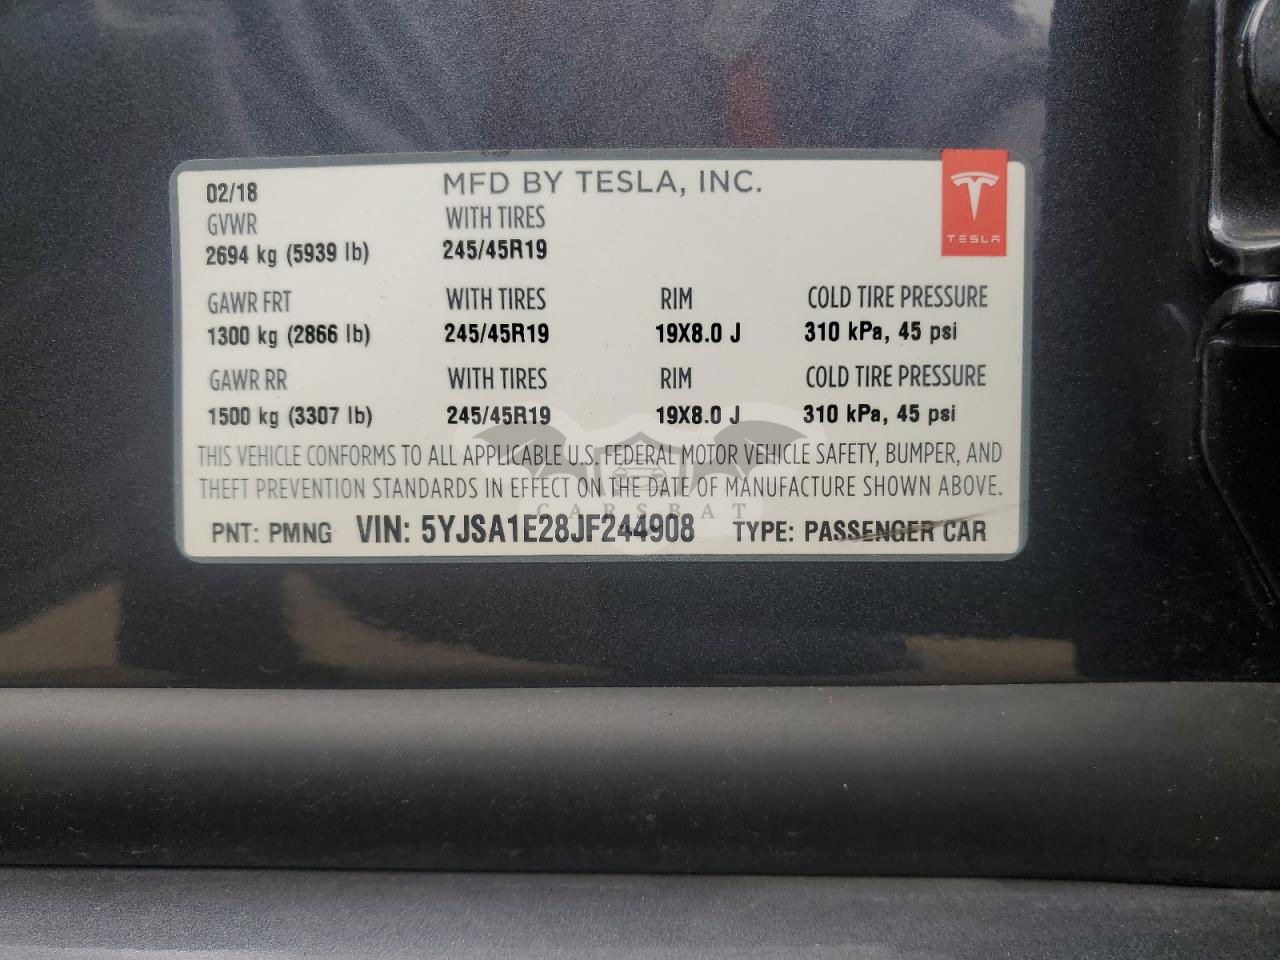 02/18 MFD BY TESLA, INC.
GVWR WITH TIRES
2694 kg (5939 lb) 245/45R19
TESLA
GAWR FRT WITH TIRES RIM COLD TIRE PRESSURE
1300 kg (2866 lb) 245/45R19 19X8.0 J 310 kPa, 45 psi
GAWR RR WITH TIRES RIM COLD TIRE PRESSURE
1500 kg (3307 lb) 245/45R19 19X8.0 J 310 kPa, 45 psi
THIS VEHICLE CONFORMS TO ALL APPLICABLE U.S. FEDERAL MOTOR VEHICLE SAFETY, BUMPER, AND
THEFT PREVENTION STANDARDS IN EFFECT ON THE DATE OF MANUFACTURE SHOWN ABOVE.
CARSBAT
PNT: PMNG VIN: 5YJSA1E28JF244908 TYPE: PASSENGER CAR